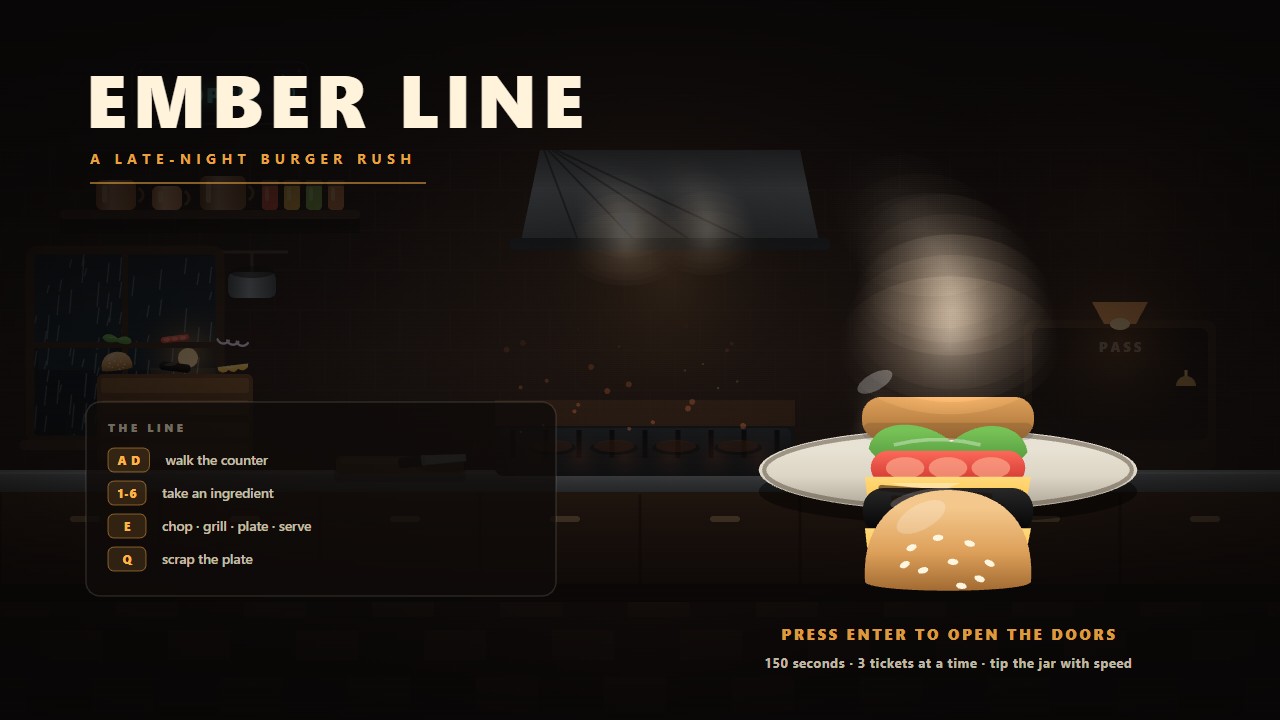 EMBER LINE
A LATE-NIGHT BURGER RUSH
PASS
THE LINE
A D walk the counter
1-6 take an ingredient
E chop · grill · plate · serve
Q scrap the plate
PRESS ENTER TO OPEN THE DOORS
150 seconds · 3 tickets at a time · tip the jar with speed